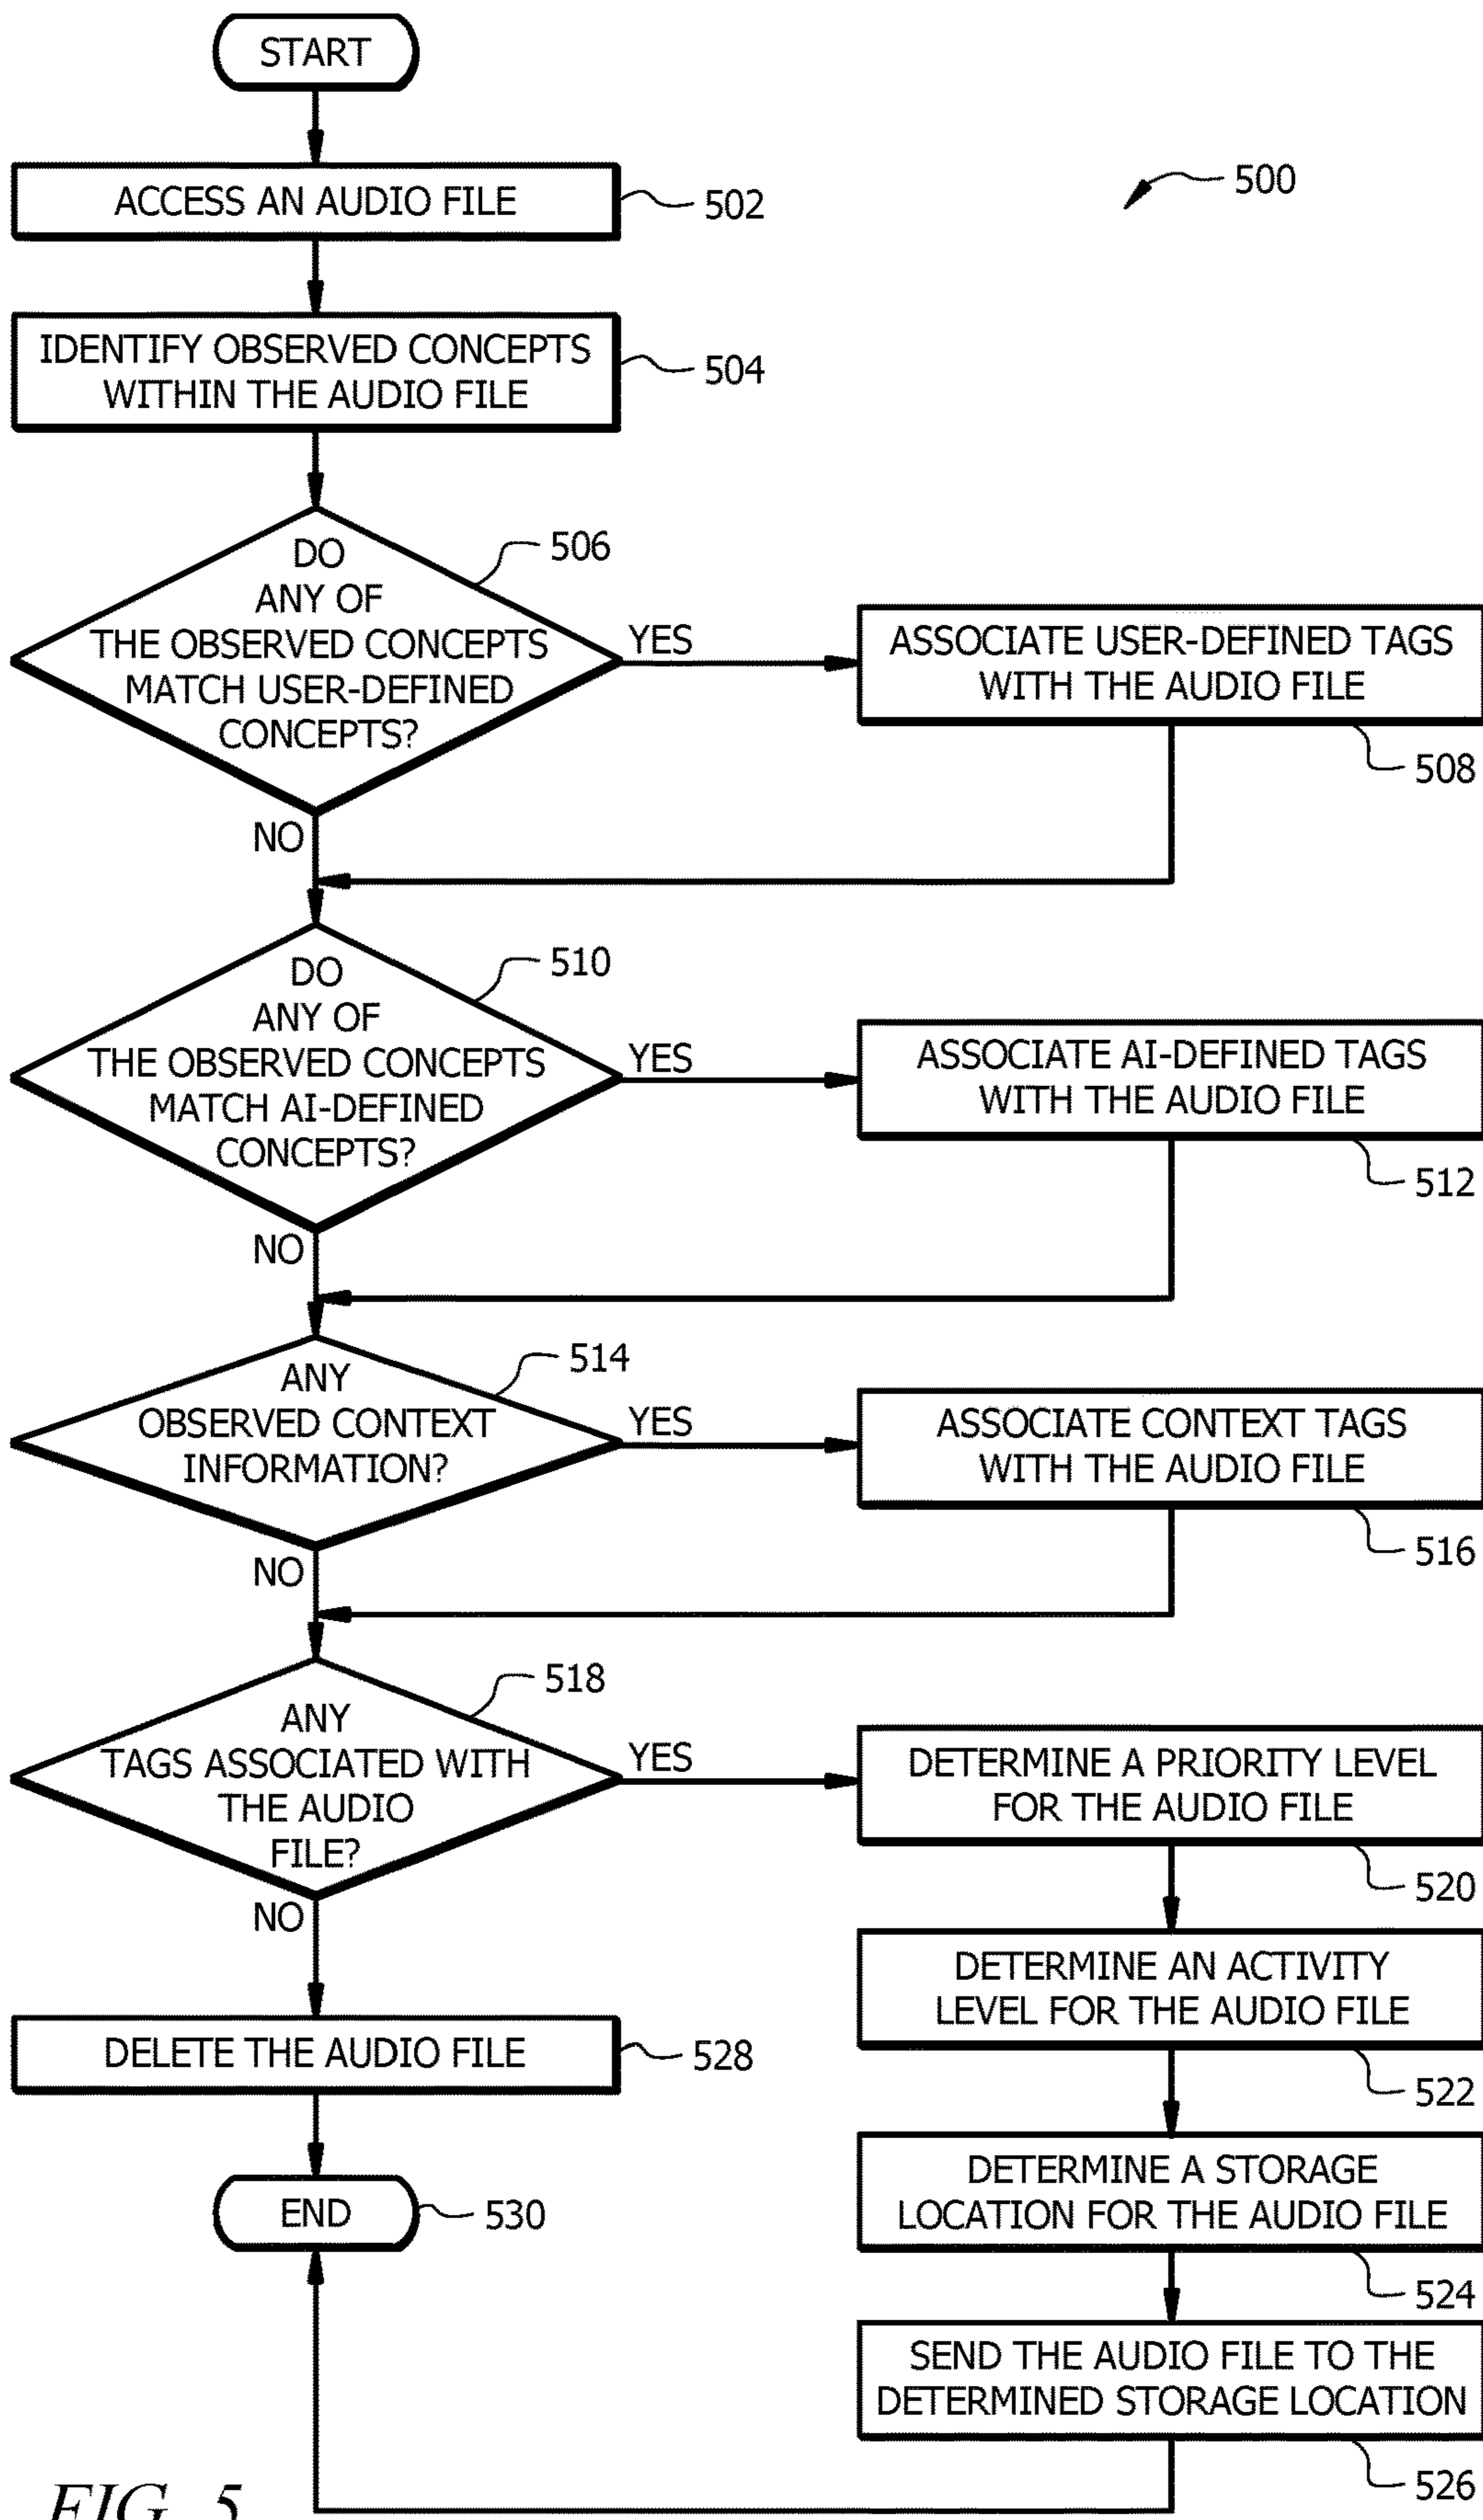 START
500
ACCESS AN AUDIO FILE
502
IDENTIFY OBSERVED CONCEPTS
WITHIN THE AUDIO FILE
504
DO
ANY OF
THE OBSERVED CONCEPTS
MATCH USER-DEFINED
CONCEPTS?
506
YES
ASSOCIATE USER-DEFINED TAGS
WITH THE AUDIO FILE
508
NO
DO
ANY OF
THE OBSERVED CONCEPTS
MATCH AI-DEFINED
CONCEPTS?
510
YES
ASSOCIATE AI-DEFINED TAGS
WITH THE AUDIO FILE
512
NO
ANY
OBSERVED CONTEXT
INFORMATION?
514
YES
ASSOCIATE CONTEXT TAGS
WITH THE AUDIO FILE
516
NO
ANY
TAGS ASSOCIATED WITH
THE AUDIO
FILE?
518
YES
DETERMINE A PRIORITY LEVEL
FOR THE AUDIO FILE
520
NO
DETERMINE AN ACTIVITY
LEVEL FOR THE AUDIO FILE
522
DELETE THE AUDIO FILE
528
DETERMINE A STORAGE
LOCATION FOR THE AUDIO FILE
524
END
530
SEND THE AUDIO FILE TO THE
DETERMINED STORAGE LOCATION
526
FIG. 5